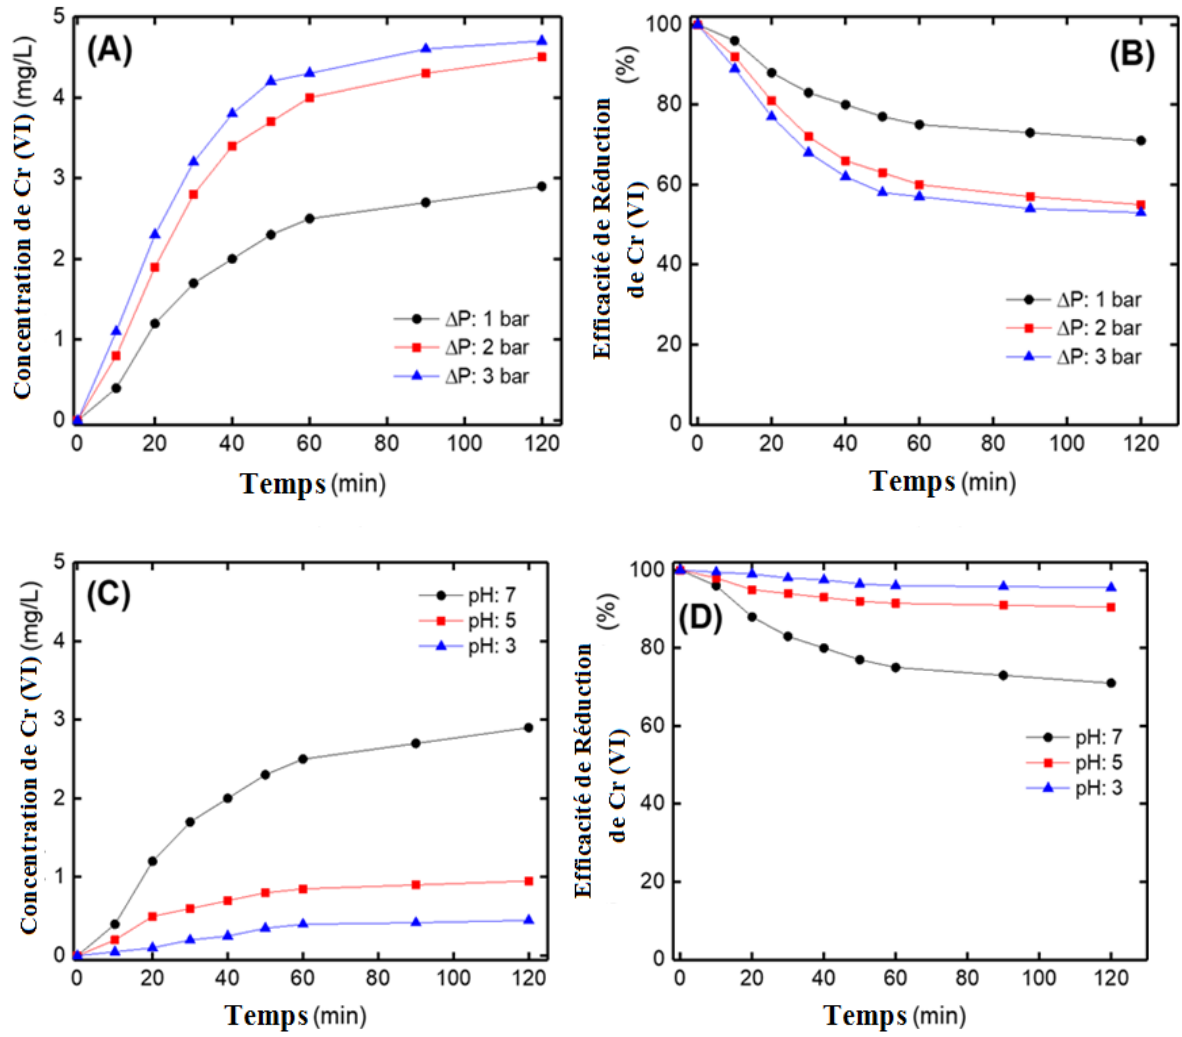 (A)
Concentration de Cr (VI) (mg/L)
5
4
3
2
1
0
ΔP: 1 bar
ΔP: 2 bar
ΔP: 3 bar
0 20 40 60 80 100 120
Temps (min)
(B)
Efficacité de Réduction
de Cr (VI)
(%)
100
80
60
40
20
0
ΔP: 1 bar
ΔP: 2 bar
ΔP: 3 bar
0 20 40 60 80 100 120
Temps (min)
(C)
Concentration de Cr (VI) (mg/L)
5
4
3
2
1
0
pH: 7
pH: 5
pH: 3
0 20 40 60 80 100 120
Temps (min)
(D)
Efficacité de Réduction
de Cr (VI)
(%)
100
80
60
40
20
0
pH: 7
pH: 5
pH: 3
0 20 40 60 80 100 120
Temps (min)